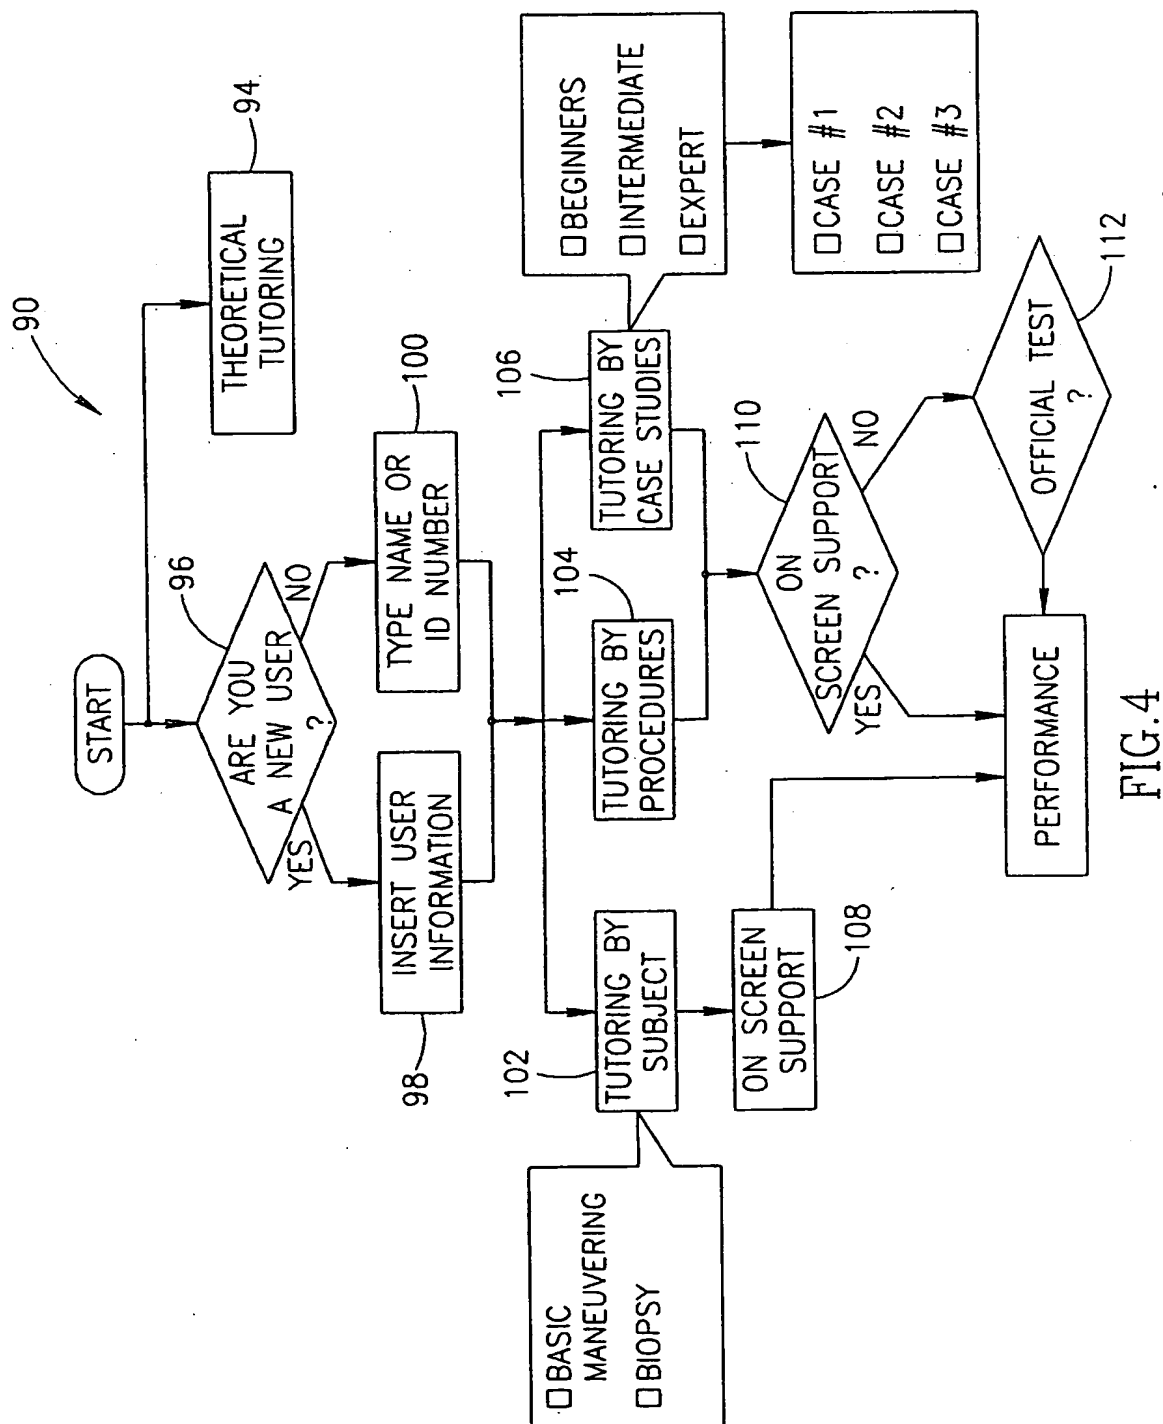 90
START
94
THEORETICAL
TUTORING
96
ARE YOU
A NEW USER
?
YES
NO
98
INSERT USER
INFORMATION
100
TYPE NAME OR
ID NUMBER
102
TUTORING BY
SUBJECT
☐BASIC
MANEUVERING
☐BIOPSY
104
TUTORING BY
PROCEDURES
106
TUTORING BY
CASE STUDIES
☐BEGINNERS
☐INTERMEDIATE
☐EXPERT
☐CASE #1
☐CASE #2
☐CASE #3
ON SCREEN
SUPPORT
108
110
ON
SCREEN SUPPORT
?
YES
NO
OFFICIAL TEST
?
112
PERFORMANCE
FIG.4